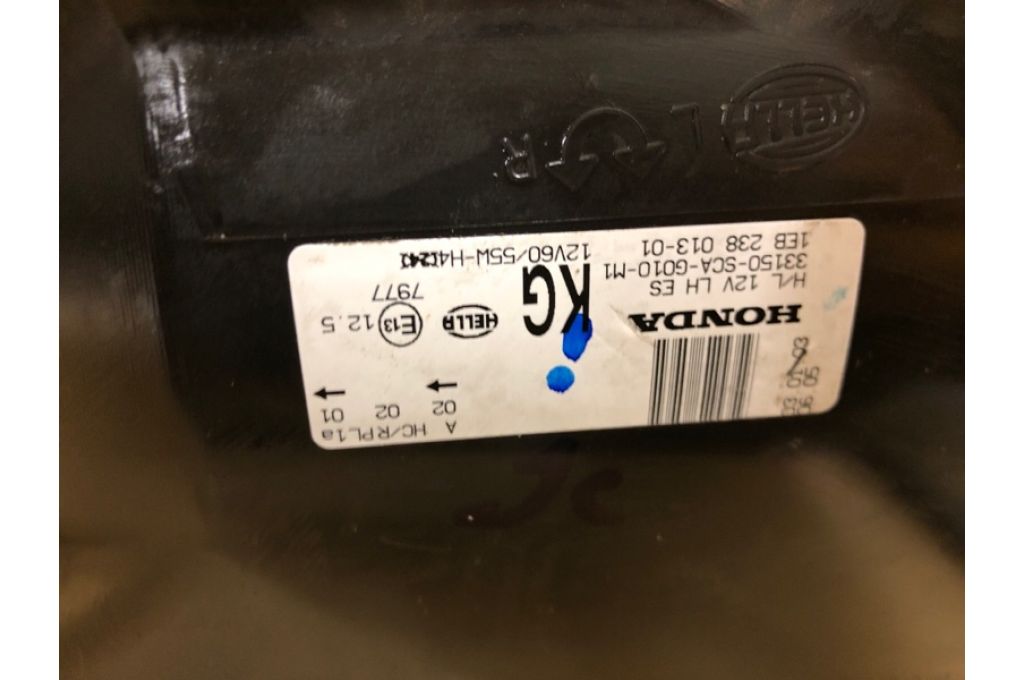 A HC/R PL1a
02 02 01
→ →
HONDA KG HELLA E13 12.5
7977
H/L 12V LH ES
33150-SCA-G010-M1
1EB 238 013-01 12V60/55W-H4
HELLA L R